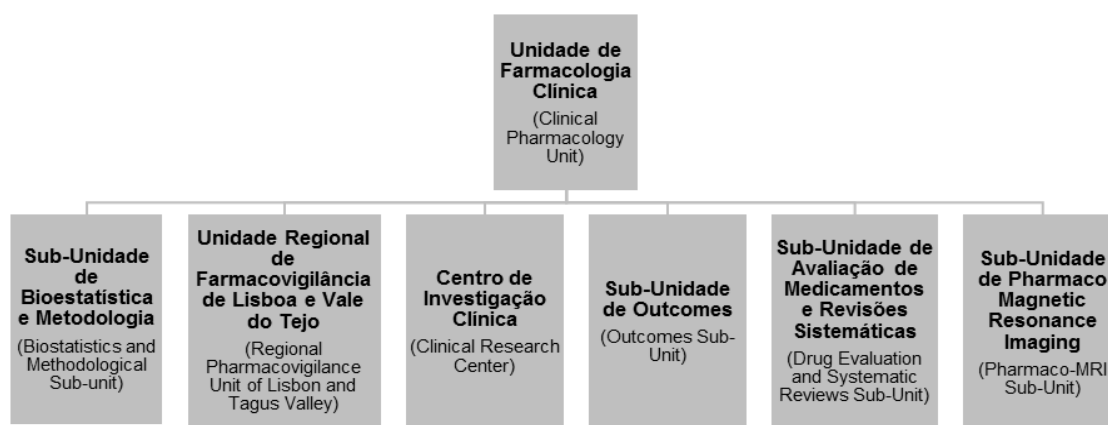 Unidade de
Farmacologia
Clínica
(Clinical
Pharmacology
Unit)
Sub-Unidade
de
Bioestatística
e Metodologia
(Biostatistics and
Methodological
Sub-unit)
Unidade Regional
de
Farmacovigilância
de Lisboa e Vale
do Tejo
(Regional
Pharmacovigilance
Unit of Lisbon and
Tagus Valley)
Centro de
Investigação
Clínica
(Clinical Research
Center)
Sub-Unidade
de Outcomes
(Outcomes Sub-
Unit)
Sub-Unidade de
Avaliação de
Medicamentos
e Revisões
Sistemáticas
(Drug Evaluation
and Systematic
Reviews Sub-Unit)
Sub-Unidade
de Pharmaco
Magnetic
Resonance
Imaging
(Pharmaco-MRI
Sub-Unit)